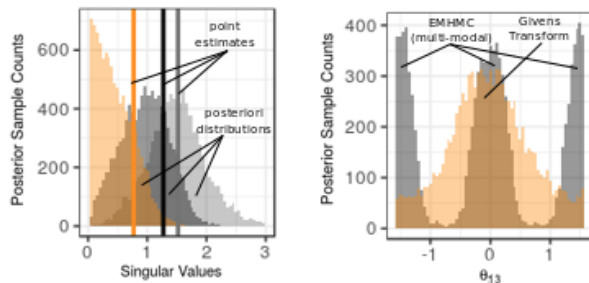 point
estimates
posteriori
distributions
Posterior Sample Counts
600
400
200
0
0
1
2
3
Singular Values
EMHMC
(multi-modal)
Givens
Transform
Posterior Sample Counts
400
300
200
100
0
-1
0
1
θ13